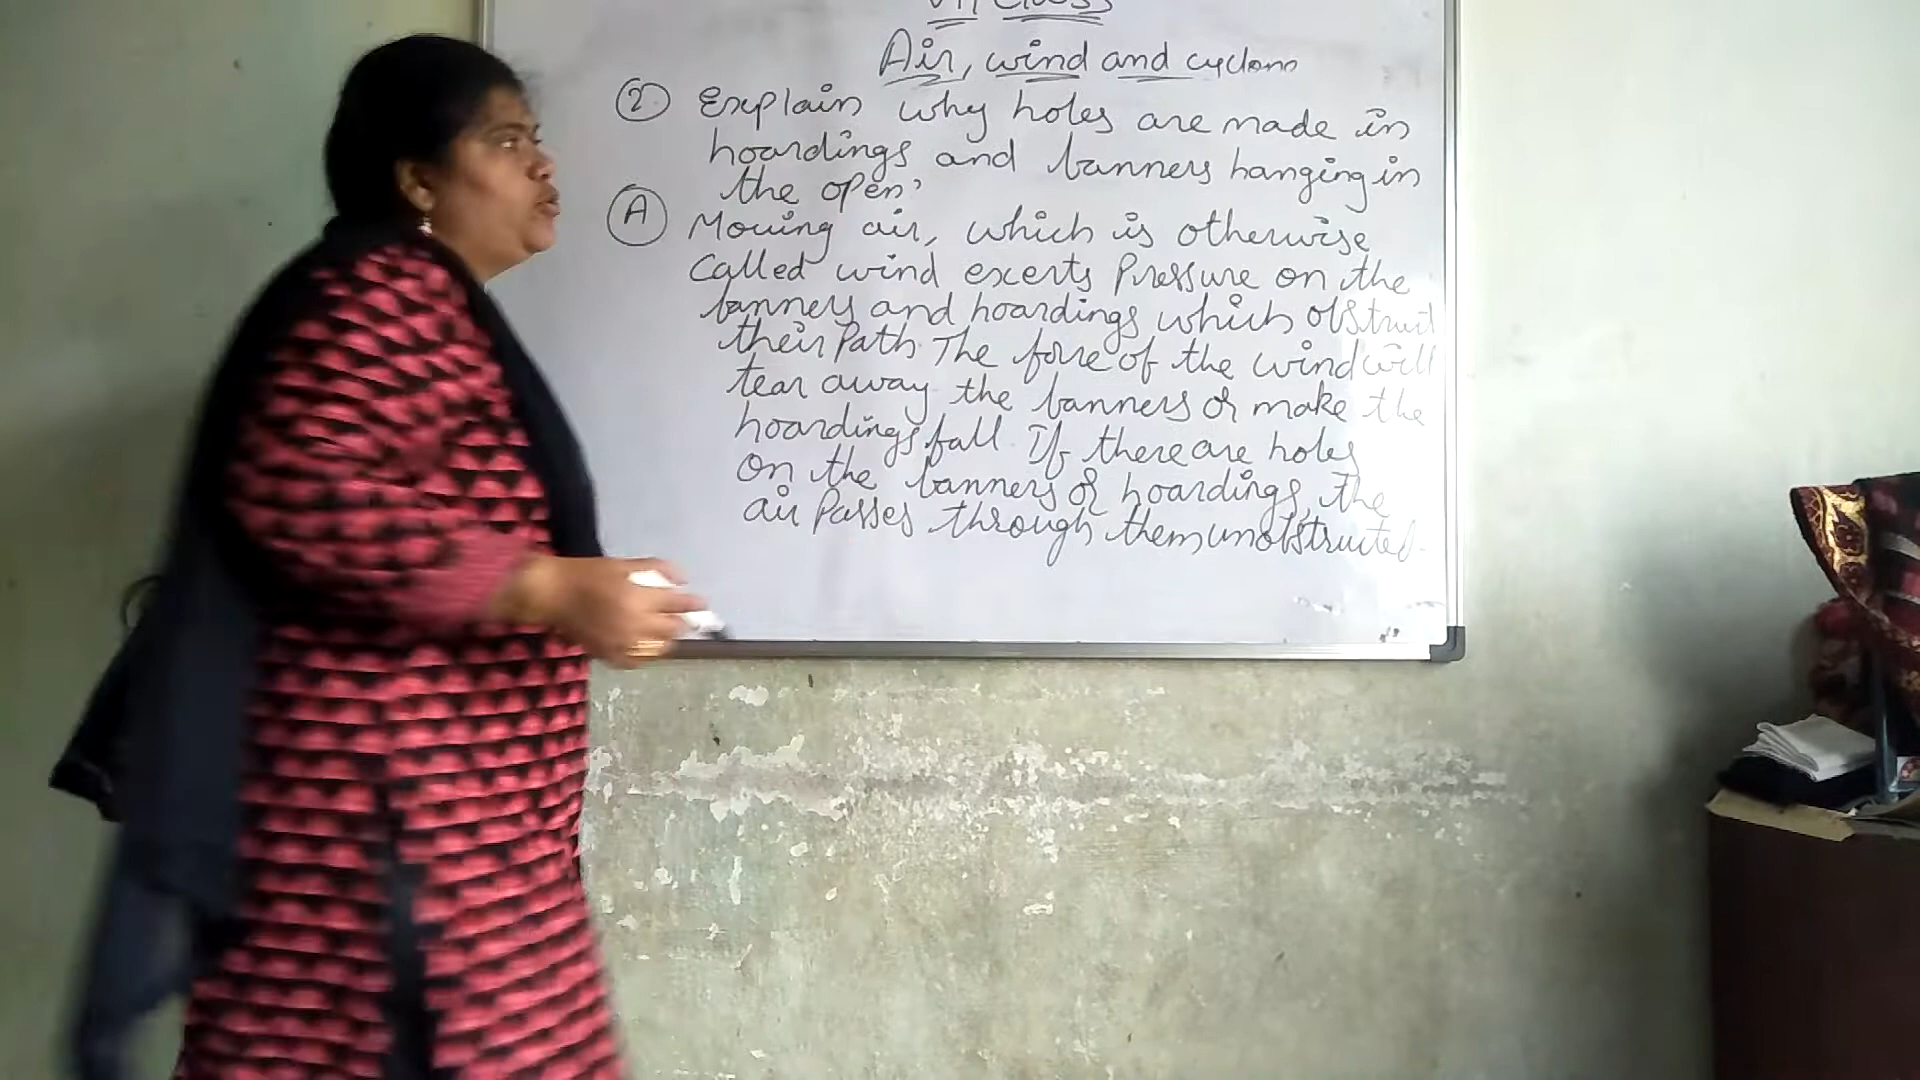 VII Class
Air, wind and cyclone
2 Explain why holes are made in
hoardings and banners hanging in
the open?
A Moving air, which is otherwise
Called wind exerts Pressure on the
banners and hoardings which obstruct
their Path. The force of the wind will
tear away the banners or make the
hoardings fall. If there are holes
on the banners or hoardings, the
air Passes through them unobstructed.